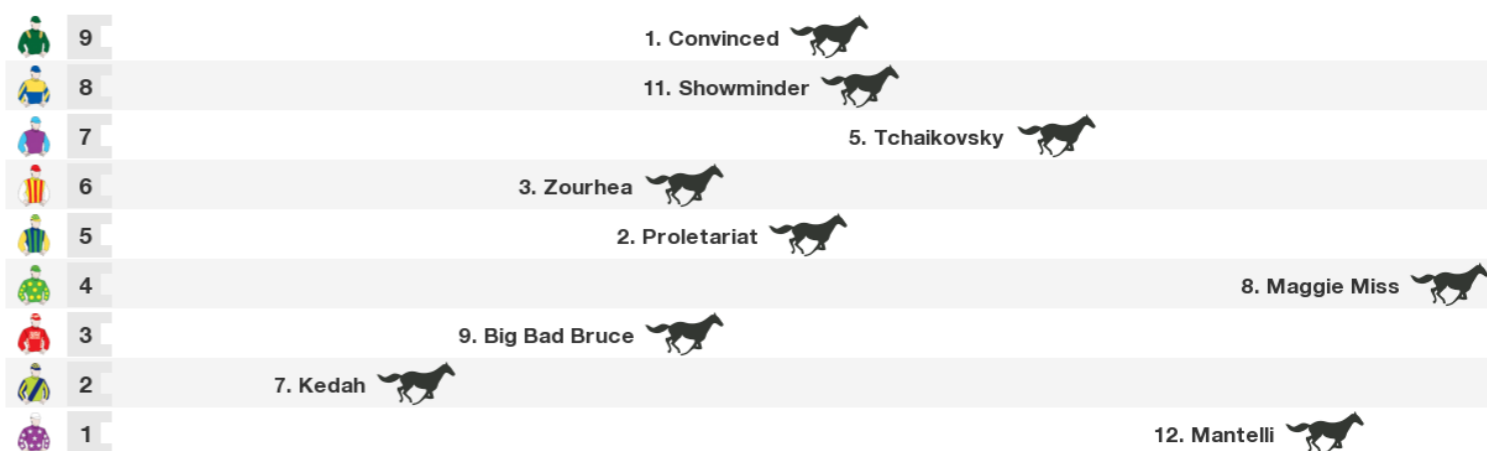 9 1. Convinced
8 11. Showminder
7 5. Tchaikovsky
6 3. Zourhea
5 2. Proletariat
4 8. Maggie Miss
3 9. Big Bad Bruce
2 7. Kedah
1 12. Mantelli